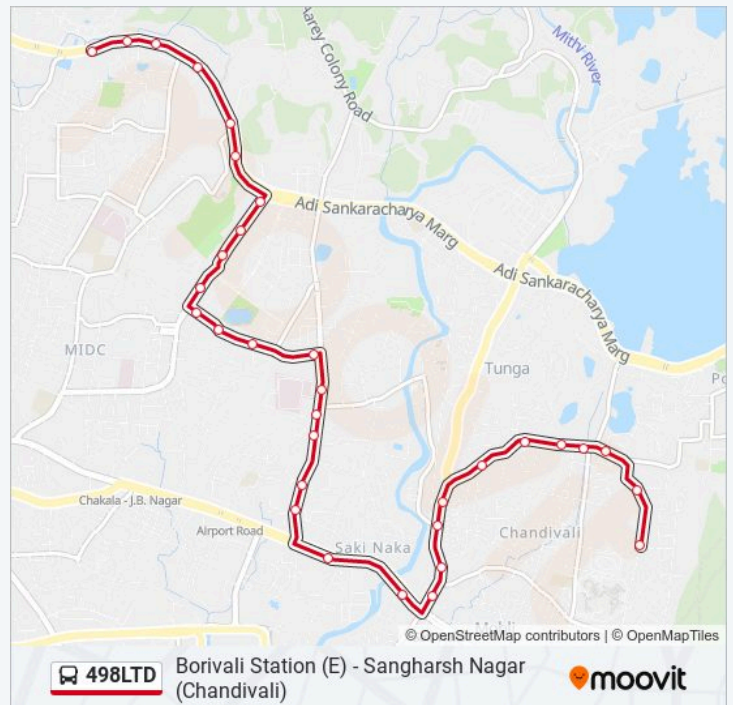 Aarey Colony Road
Mithi River
Adi Sankaracharya Marg
Adi Sankaracharya Marg
MIDC
Tunga
Chakala - J.B. Nagar
Airport Road
Saki Naka
Chandivali
© OpenStreetMap contributors | © OpenMapTiles
498LTD
Borivali Station (E) - Sangharsh Nagar
(Chandivali)
moovit